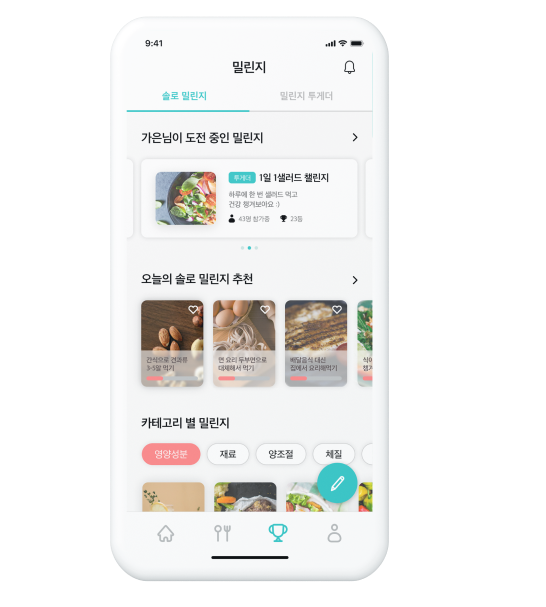 9:41
밀린지
솔로 밀린지
밀린지 투게더
가은님이 도전 중인 밀린지
투게더 1일 1샐러드 챌린지
하루에 한 번 샐러드 먹고
건강 챙겨보아요 :)
43명 참가중 23등
오늘의 솔로 밀린지 추천
간식으로 견과류
3-5알 먹기
면 요리 두부면으로
대체해서 먹기
배달음식 대신
집에서 요리해먹기
카테고리 별 밀린지
영양성분
재료
양조절
체질